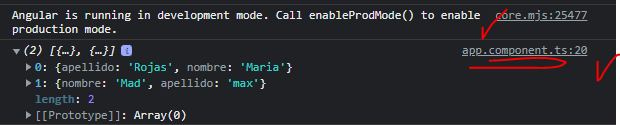 Angular is running in development mode. Call enableProdMode() to enable core.mjs:25477
production mode.
▼ (2) [{…}, {…}] i app.component.ts:20
▶ 0: {apellido: 'Rojas', nombre: 'Maria'}
▶ 1: {nombre: 'Mad', apellido: 'max'}
length: 2
▶ [[Prototype]]: Array(0)